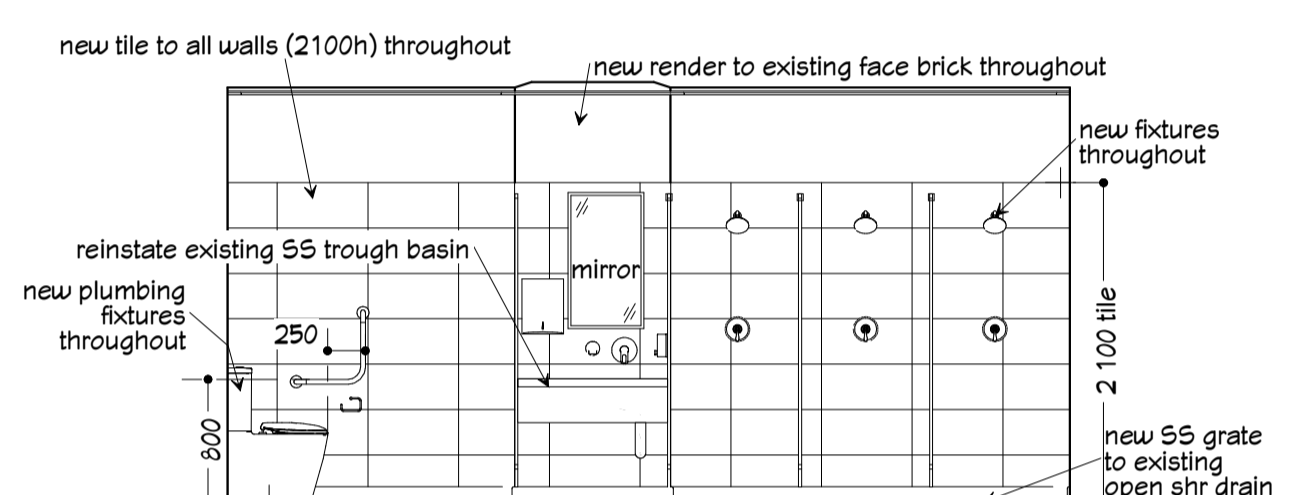 new tile to all walls (2100h) throughout
new render to existing face brick throughout
new fixtures
throughout
reinstate existing SS trough basin
mirror
new plumbing
fixtures
throughout
250
2 100 tile
800
new SS grate
to existing
open shr drain